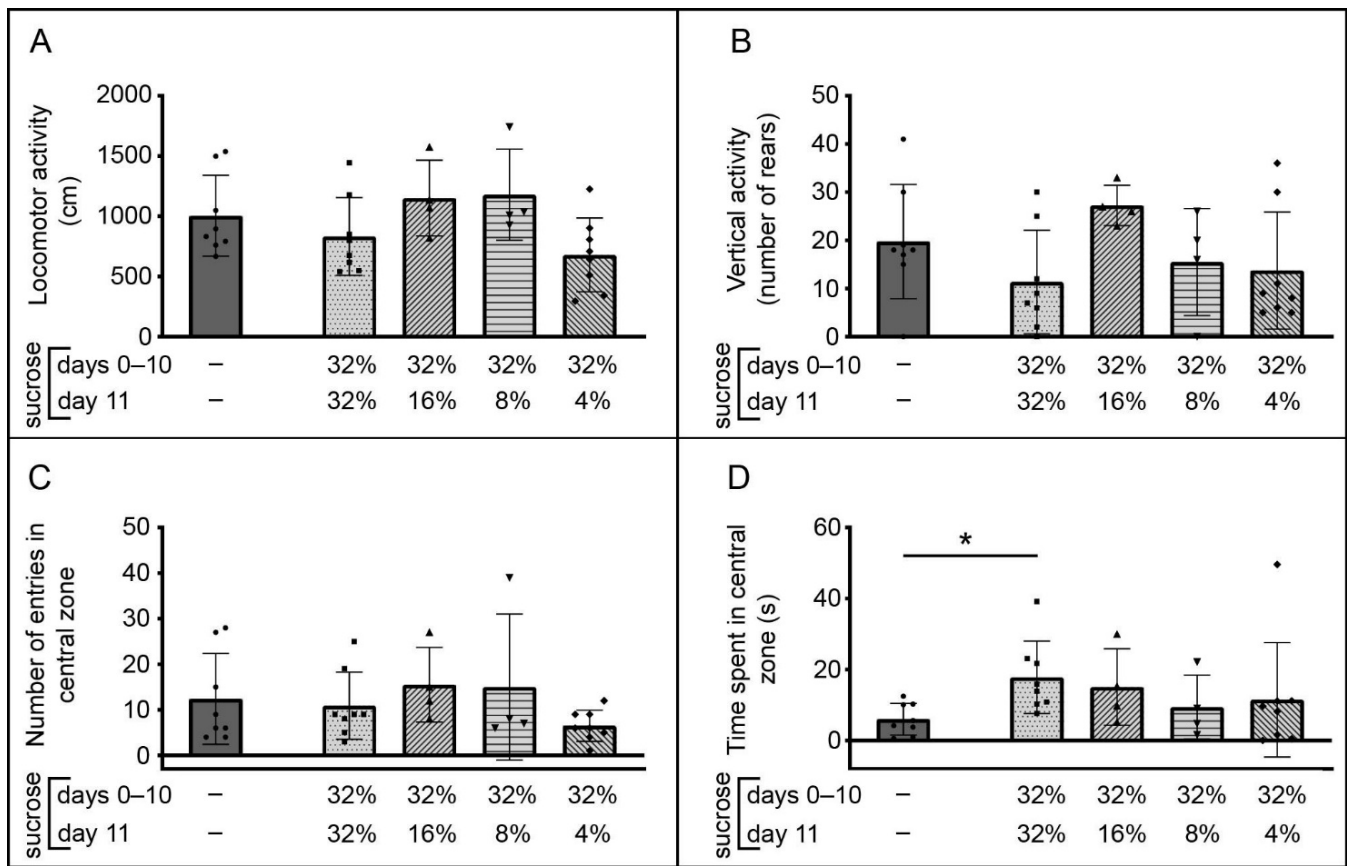 A
Locomotor activity
(cm)
2000
1500
1000
500
0
sucrose
days 0–10 – 32% 32% 32% 32%
day 11 – 32% 16% 8% 4%
B
Vertical activity
(number of rears)
50
40
30
20
10
0
sucrose
days 0–10 – 32% 32% 32% 32%
day 11 – 32% 16% 8% 4%
C
Number of entries in
central zone
50
40
30
20
10
0
sucrose
days 0–10 – 32% 32% 32% 32%
day 11 – 32% 16% 8% 4%
D
Time spent in central
zone (s)
60
40
20
0
*
sucrose
days 0–10 – 32% 32% 32% 32%
day 11 – 32% 16% 8% 4%